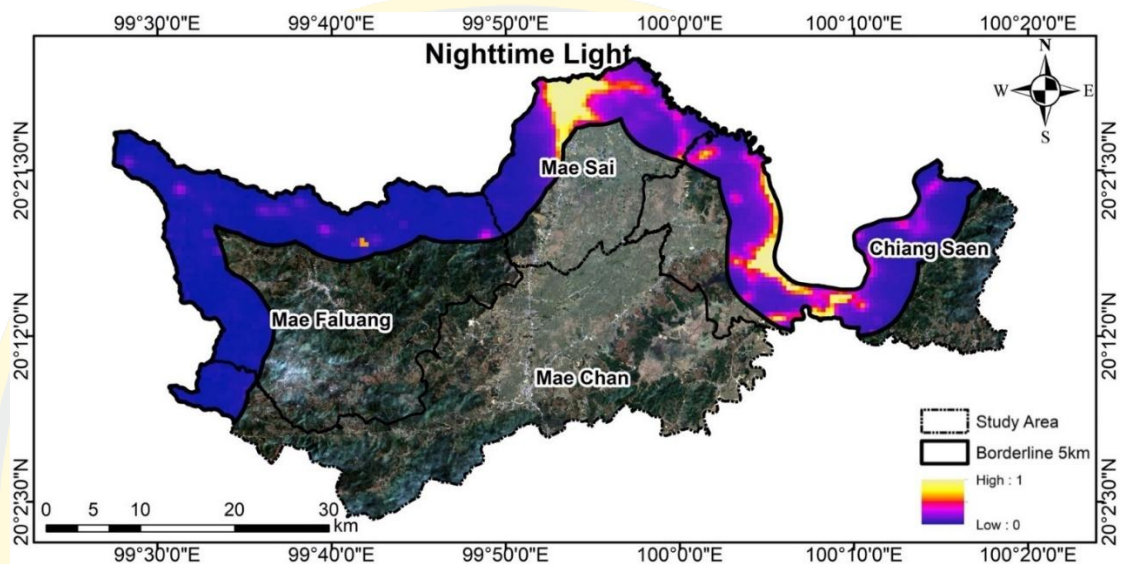 99°30'0"E 99°40'0"E 99°50'0"E 100°0'0"E 100°10'0"E 100°20'0"E
Nighttime Light
N
W E
S
20°21'30"N 20°21'30"N
Mae Sai
Chiang Saen
Mae Faluang
20°12'0"N 20°12'0"N
Mae Chan
Study Area
Borderline 5km
High : 1
Low : 0
20°2'30"N 20°2'30"N
0 5 10 20 30
km
99°30'0"E 99°40'0"E 99°50'0"E 100°0'0"E 100°10'0"E 100°20'0"E